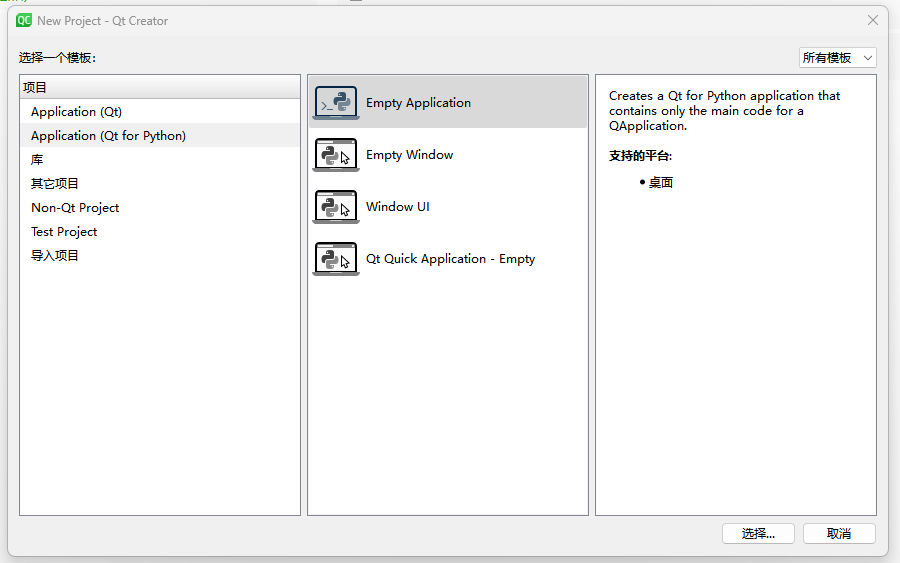 New Project - Qt Creator
选择一个模板：
所有模板
项目
Application (Qt)
Application (Qt for Python)
库
其它项目
Non-Qt Project
Test Project
导入项目
Empty Application
Empty Window
Window UI
Qt Quick Application - Empty
Creates a Qt for Python application that
contains only the main code for a
QApplication.
支持的平台:
• 桌面
选择...
取消